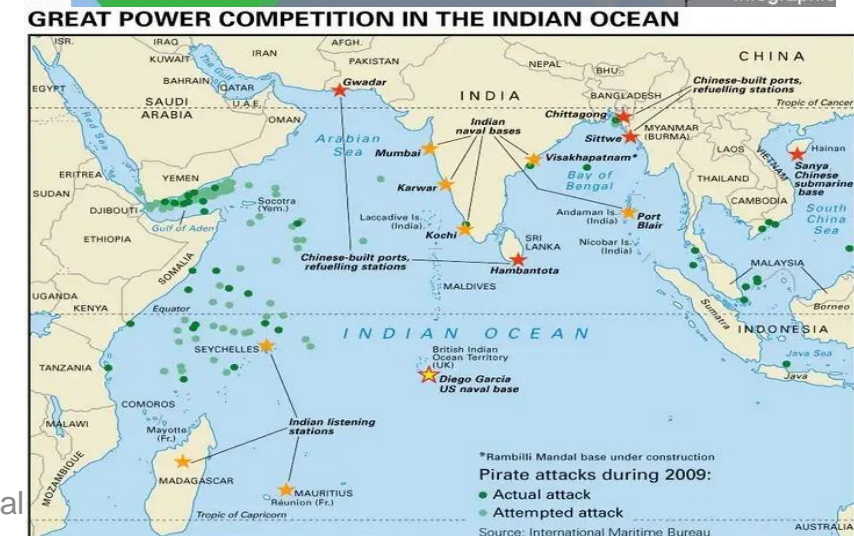 GREAT POWER COMPETITION IN THE INDIAN OCEAN
ISR.
IRAQ
KUWAIT
The Gulf
IRAN
AFGH.
PAKISTAN
NEPAL
BHU.
CHINA
EGYPT
BAHRAIN
QATAR
U.A.E.
SAUDI
ARABIA
OMAN
Gwadar
INDIA
BANGLADESH
Chinese-built ports,
refuelling stations
Tropic of Cancer
Red Sea
Arabian
Sea
Indian
naval bases
Chittagong
Sittwe
MYANMAR
(BURMA)
LAOS
VIETNAM
Hainan
Mumbai
Visakhapatnam*
Sanya
Chinese
submarine
base
ERITREA
YEMEN
Karwar
Bay of
Bengal
THAILAND
SUDAN
DJIBOUTI
Socotra
(Yem.)
Gulf of Aden
Laccadive Is.
(India)
Kochi
Andaman Is.
(India)
Port
Blair
CAMBODIA
South
China
Sea
ETHIOPIA
SOMALIA
SRI
LANKA
Nicobar Is.
(India)
Chinese-built ports,
refuelling stations
Hambantota
MALAYSIA
UGANDA
KENYA
MALDIVES
Equator
Sumatra
Borneo
INDIAN OCEAN
INDONESIA
SEYCHELLES
British Indian
Ocean Territory
(UK)
Java Sea
TANZANIA
Diego Garcia
US naval base
Java
COMOROS
MALAWI
Mayotte
(Fr.)
Indian listening
stations
MOZAMBIQUE
*Rambilli Mandal base under construction
Pirate attacks during 2009:
MADAGASCAR
MAURITIUS
Réunion (Fr.)
Actual attack
Attempted attack
Tropic of Capricorn
Source: International Maritime Bureau
AUSTRALIA
al